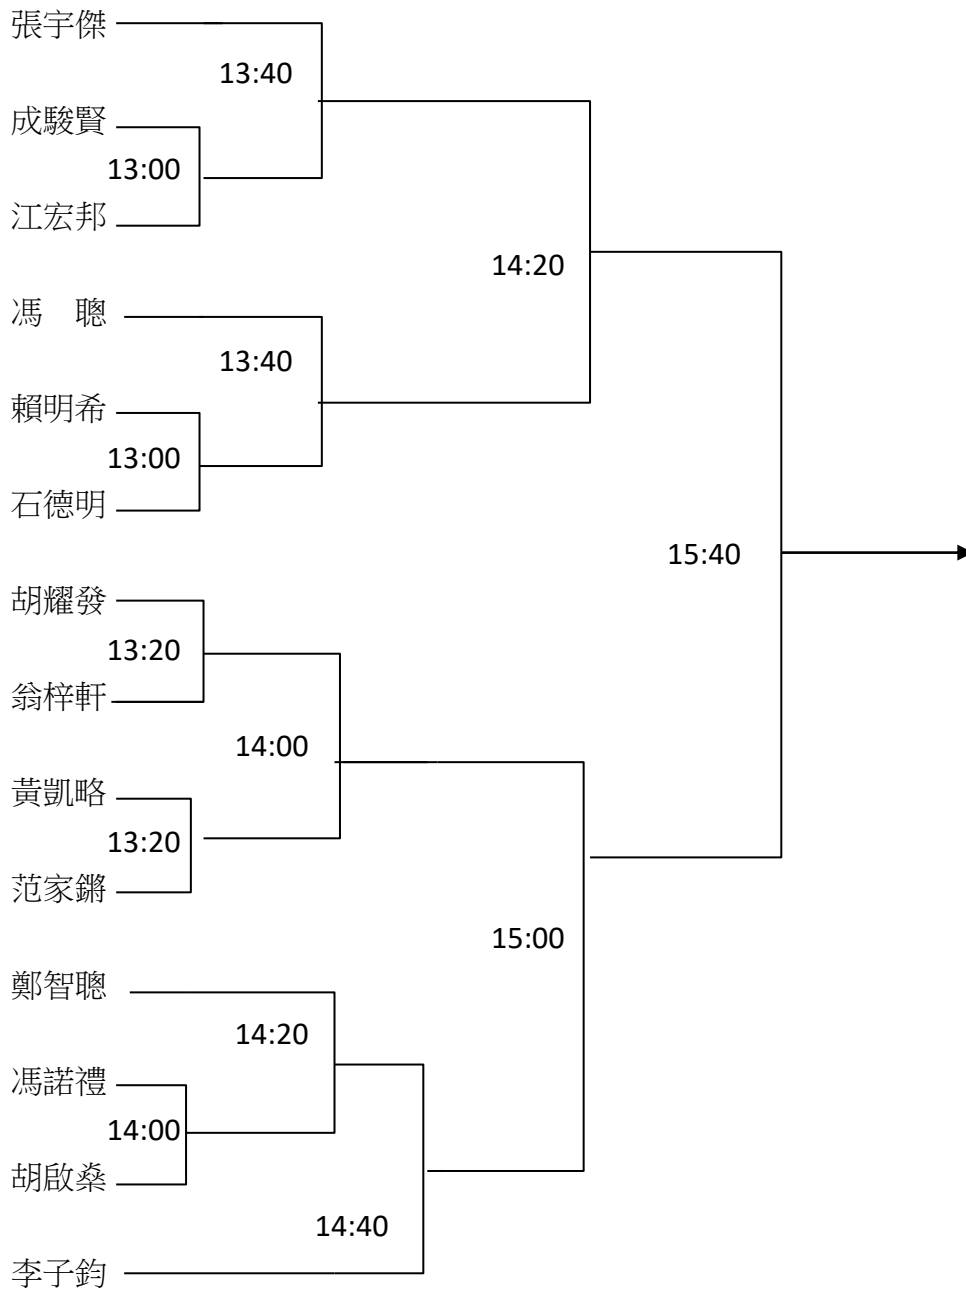 張宇傑
13:40
成駿賢
13:00
江宏邦
14:20
馮　聰
13:40
賴明希
13:00
石德明
15:40
胡耀發
13:20
翁梓軒
14:00
黃凱略
13:20
范家鏘
15:00
鄭智聰
14:20
馮諾禮
14:00
胡啟燊
14:40
李子鈞